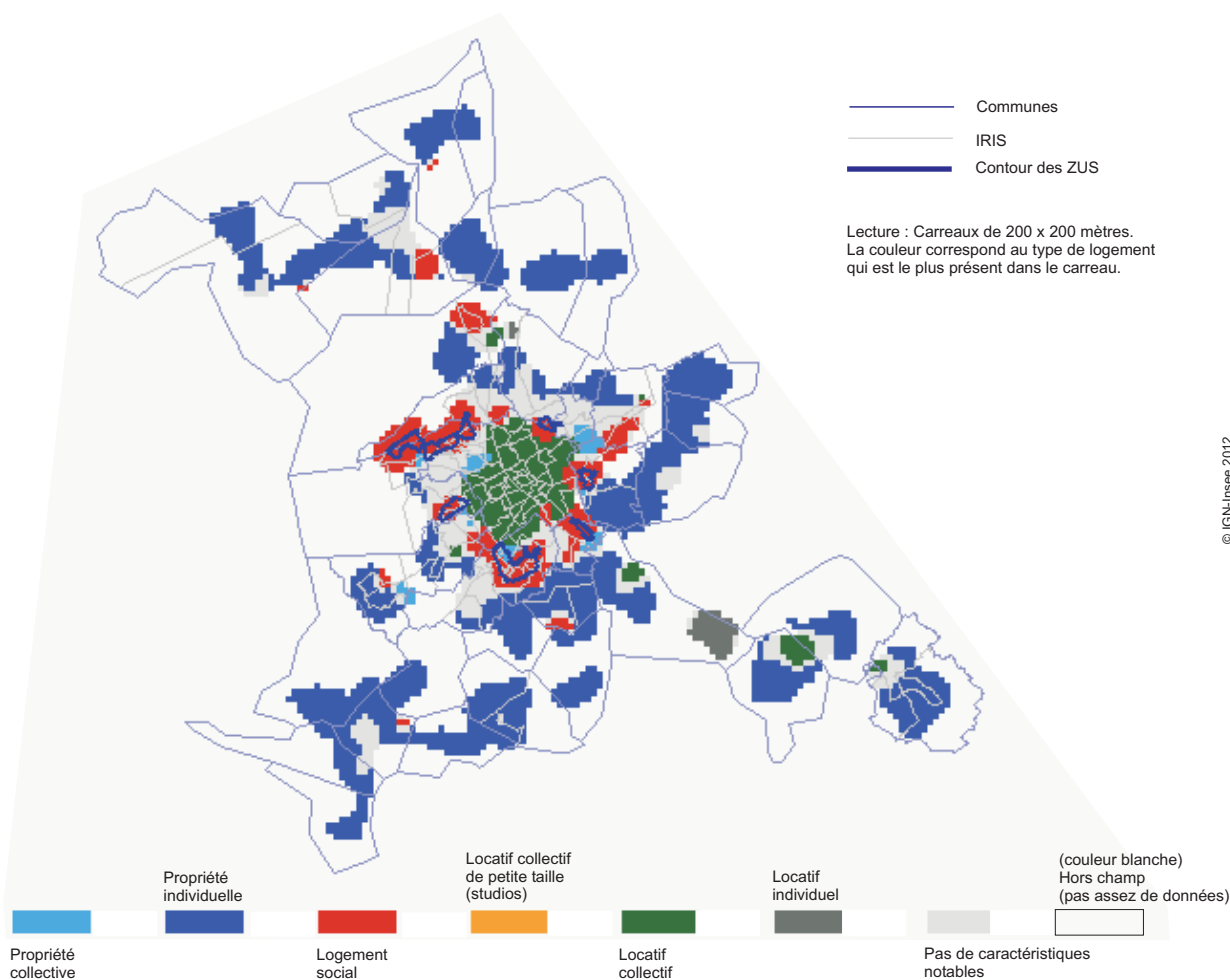 Communes
IRIS
Contour des ZUS
Lecture : Carreaux de 200 x 200 mètres.
La couleur correspond au type de logement
qui est le plus présent dans le carreau.
© IGN-Insee 2012
Propriété
individuelle
Locatif collectif
de petite taille
(studios)
Locatif
individuel
(couleur blanche)
Hors champ
(pas assez de données)
Propriété
collective
Logement
social
Locatif
collectif
Pas de caractéristiques
notables